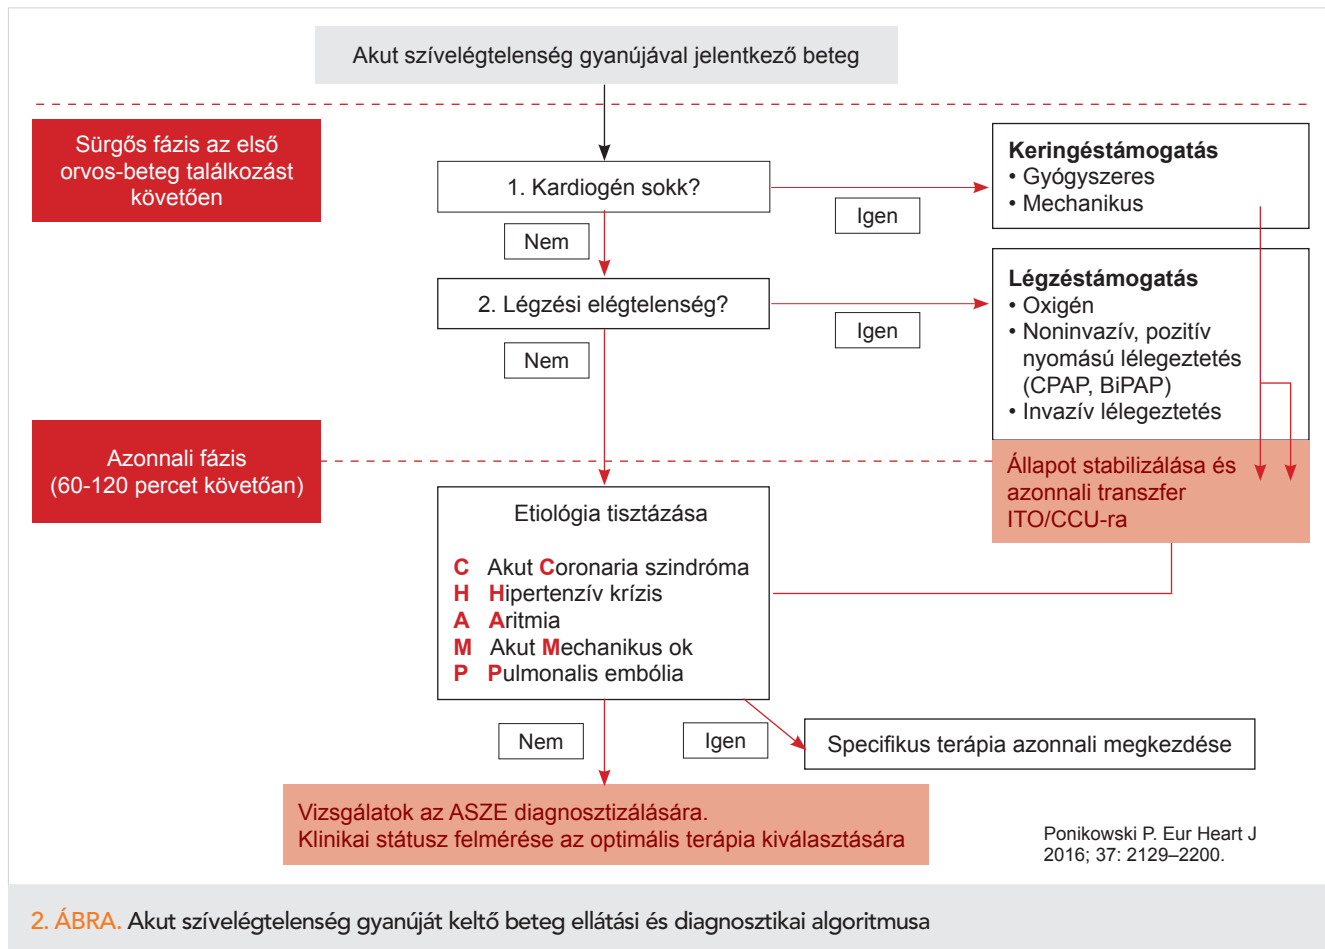 Akut szívelégtelenség gyanújával jelentkező beteg
Sürgős fázis az első
orvos-beteg találkozást
követően
1. Kardiogén sokk?
Igen
Keringéstámogatás
• Gyógyszeres
• Mechanikus
Nem
2. Légzési elégtelenség?
Igen
Légzéstámogatás
• Oxigén
• Noninvazív, pozitív
nyomású lélegeztetés
(CPAP, BiPAP)
• Invazív lélegeztetés
Nem
Azonnali fázis
(60-120 percet követőan)
Állapot stabilizálása és
azonnali transzfer
ITO/CCU-ra
Etiológia tisztázása
C Akut Coronaria szindróma
H Hipertenzív krízis
A Aritmia
M Akut Mechanikus ok
P Pulmonalis embólia
Nem
Igen
Specifikus terápia azonnali megkezdése
Vizsgálatok az ASZE diagnosztizálására.
Klinikai státusz felmérése az optimális terápia kiválasztására
Ponikowski P. Eur Heart J
2016; 37: 2129–2200.
2. ÁBRA. Akut szívelégtelenség gyanúját keltő beteg ellátási és diagnosztikai algoritmusa